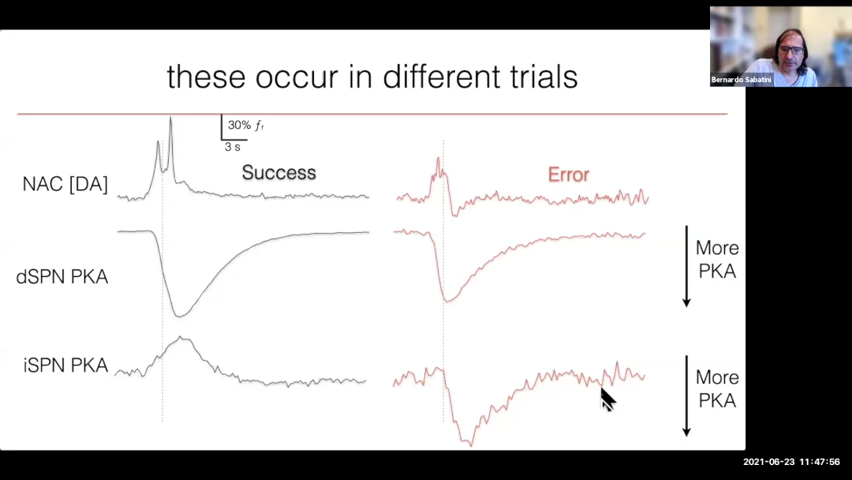 Bernardo Sabatini
these occur in different trials
30% fr
3 s
NAC [DA]
Success
Error
dSPN PKA
More
PKA
iSPN PKA
More
PKA
2021-06-23 11:47:56